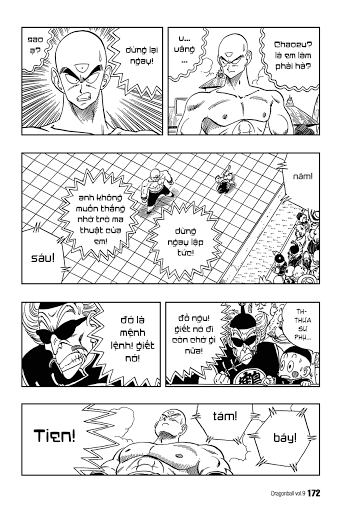 Chaozu?
là em làm
phải hả?
ư...
vâng
...
dừng lại
ngay!
sao
ạ?
năm!
dừng
ngay lập
tức!
anh không
muốn thắng
nhờ trò ma
thuật của
em!
sáu!
TH-
THƯA
SƯ
PHỤ...
đồ ngu!
giết nó đi
còn chờ gì
nữa!
đó là
mệnh
lệnh! giết
nó!
bảy!
tám!
Tien!
Dragonball vol.9 172